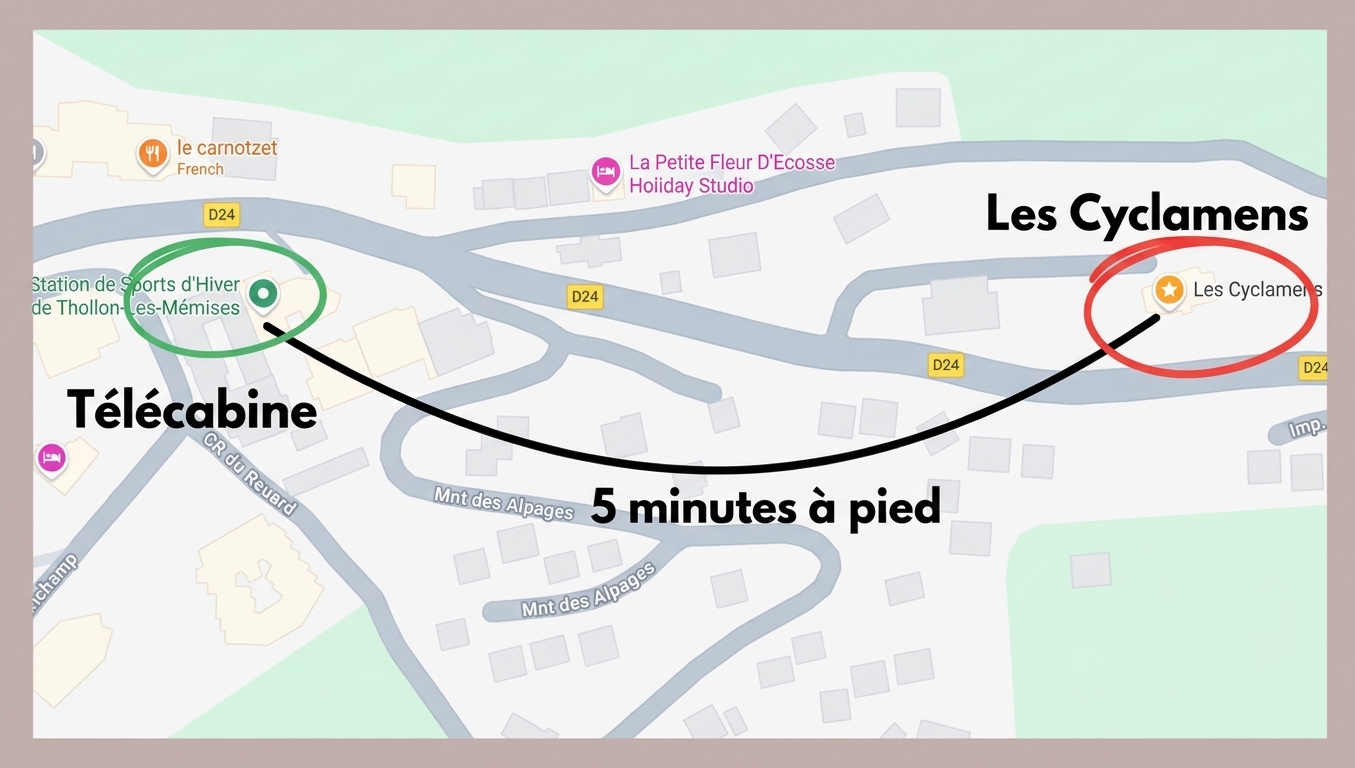 le carnotzet
French
La Petite Fleur D'Ecosse
Holiday Studio
D24
Les Cyclamens
Station de Sports d'Hiver
de Thollon-Les-Mémises
Les Cyclamens
D24
D24
D24
Télécabine
Imp.
CR du Reuard
Mnt des Alpages
5 minutes à pied
Mnt des Alpages